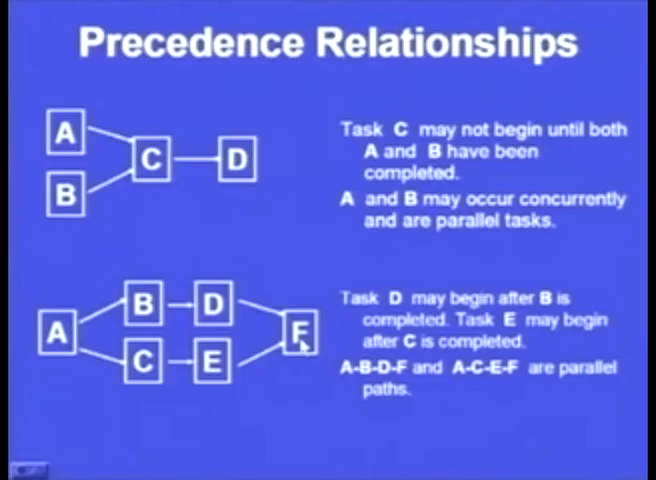 Precedence Relationships
A
B
C
D
Task C may not begin until both
A and B have been
completed.
A and B may occur concurrently
and are parallel tasks.
A
B
D
C
E
F
Task D may begin after B is
completed. Task E may begin
after C is completed.
A-B-D-F and A-C-E-F are parallel
paths.